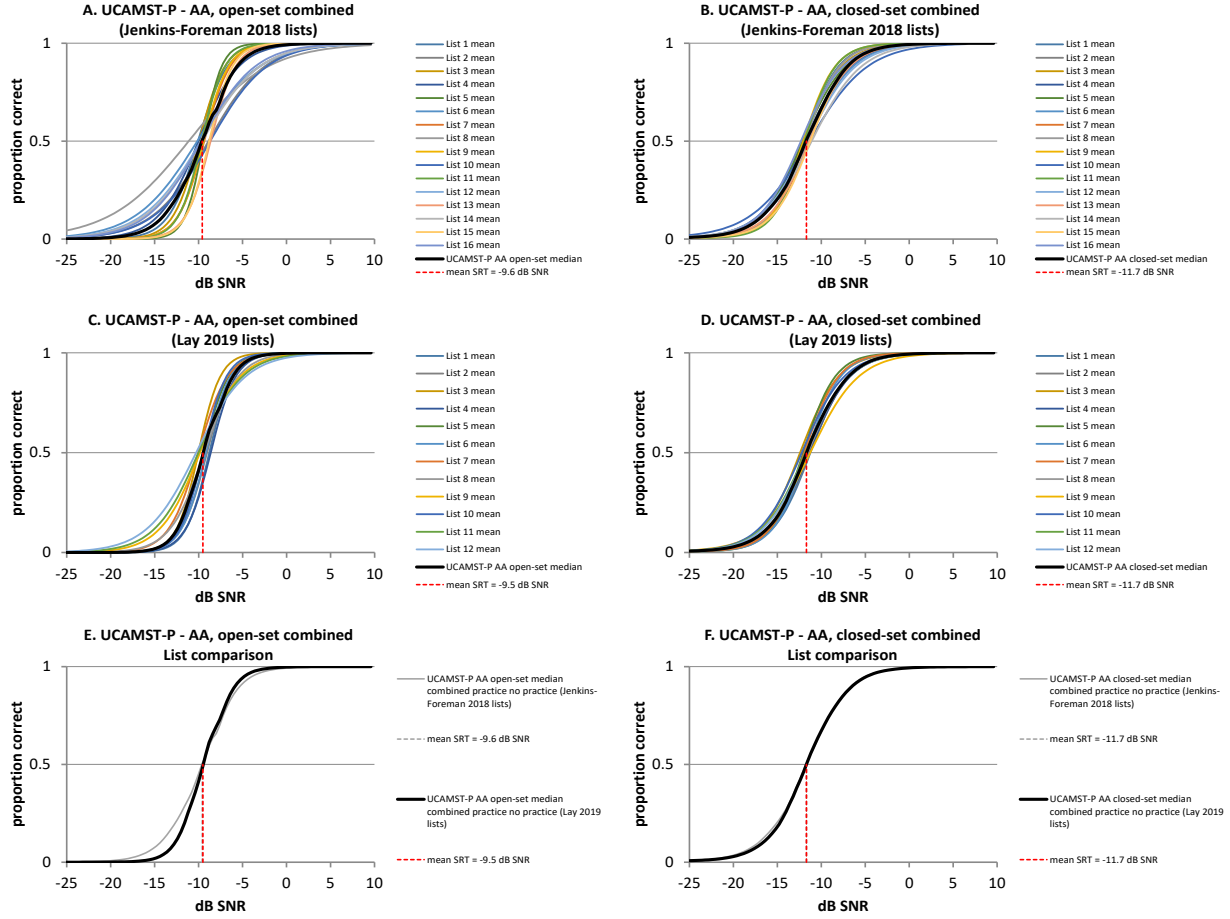 A. UCAMST-P - AA, open-set combined
(Jenkins-Foreman 2018 lists)
proportion correct
1
0.5
0
-25 -20 -15 -10 -5 0 5 10
dB SNR
List 1 mean
List 2 mean
List 3 mean
List 4 mean
List 5 mean
List 6 mean
List 7 mean
List 8 mean
List 9 mean
List 10 mean
List 11 mean
List 12 mean
List 13 mean
List 14 mean
List 15 mean
List 16 mean
UCAMST-P AA open-set median
mean SRT = -9.6 dB SNR
B. UCAMST-P - AA, closed-set combined
(Jenkins-Foreman 2018 lists)
proportion correct
1
0.5
0
-25 -20 -15 -10 -5 0 5 10
dB SNR
List 1 mean
List 2 mean
List 3 mean
List 4 mean
List 5 mean
List 6 mean
List 7 mean
List 8 mean
List 9 mean
List 10 mean
List 11 mean
List 12 mean
List 13 mean
List 14 mean
List 15 mean
List 16 mean
UCAMST-P AA closed-set median
mean SRT = -11.7 dB SNR
C. UCAMST-P - AA, open-set combined
(Lay 2019 lists)
proportion correct
1
0.5
0
-25 -20 -15 -10 -5 0 5 10
dB SNR
List 1 mean
List 2 mean
List 3 mean
List 4 mean
List 5 mean
List 6 mean
List 7 mean
List 8 mean
List 9 mean
List 10 mean
List 11 mean
List 12 mean
UCAMST-P AA open-set median
mean SRT = -9.5 dB SNR
D. UCAMST-P - AA, closed-set combined
(Lay 2019 lists)
proportion correct
1
0.5
0
-25 -20 -15 -10 -5 0 5 10
dB SNR
List 1 mean
List 2 mean
List 3 mean
List 4 mean
List 5 mean
List 6 mean
List 7 mean
List 8 mean
List 9 mean
List 10 mean
List 11 mean
List 12 mean
UCAMST-P AA closed-set median
mean SRT = -11.7 dB SNR
E. UCAMST-P - AA, open-set combined
List comparison
proportion correct
1
0.5
0
-25 -20 -15 -10 -5 0 5 10
dB SNR
UCAMST-P AA open-set median
combined practice no practice (Jenkins-
Foreman 2018 lists)
mean SRT = -9.6 dB SNR
UCAMST-P AA open-set median
combined practice no practice (Lay 2019
lists)
mean SRT = -9.5 dB SNR
F. UCAMST-P - AA, closed-set combined
List comparison
proportion correct
1
0.5
0
-25 -20 -15 -10 -5 0 5 10
dB SNR
UCAMST-P AA closed-set median
combined practice no practice (Jenkins-
Foreman 2018 lists)
mean SRT = -11.7 dB SNR
UCAMST-P AA closed-set median
combined practice no practice (Lay 2019
lists)
mean SRT = -11.7 dB SNR